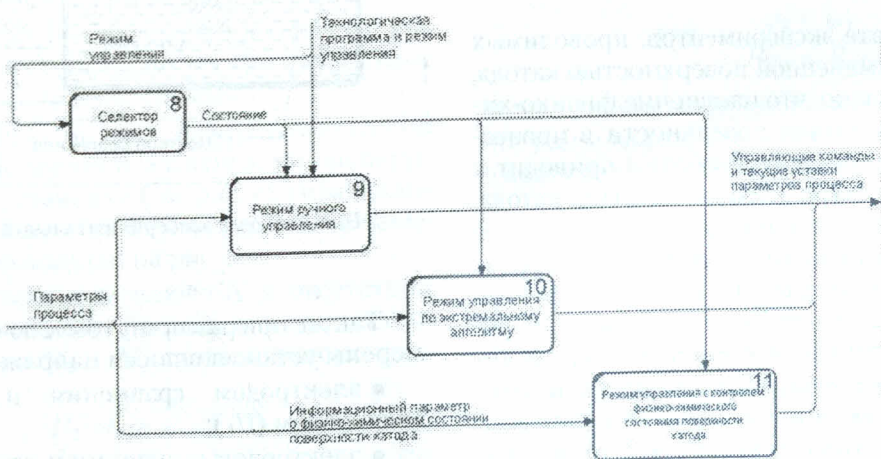 Режим
управления
Технологическая
программа и режим
управления
8
Селектор
режимов
Состояние
9
Режим ручного
управления
Управляющие команды
и текущие уставки
параметров процесса
Параметры
процесса
10
Режим управления
по экстремальному
алгоритму
11
Режим управления с контролем
физико-химического
состояния поверхности
катода
Информационный параметр
о физико-химическом состоянии
поверхности катода